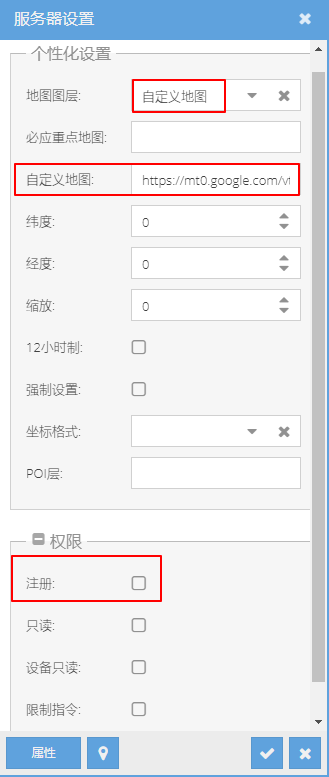 服务器设置
个性化设置
地图图层: 自定义地图
必应重点地图:
自定义地图: https://mt0.google.com/vt
纬度: 0
经度: 0
缩放: 0
12小时制:
强制设置:
坐标格式:
POI层:
权限
注册:
只读:
设备只读:
限制指令:
属性